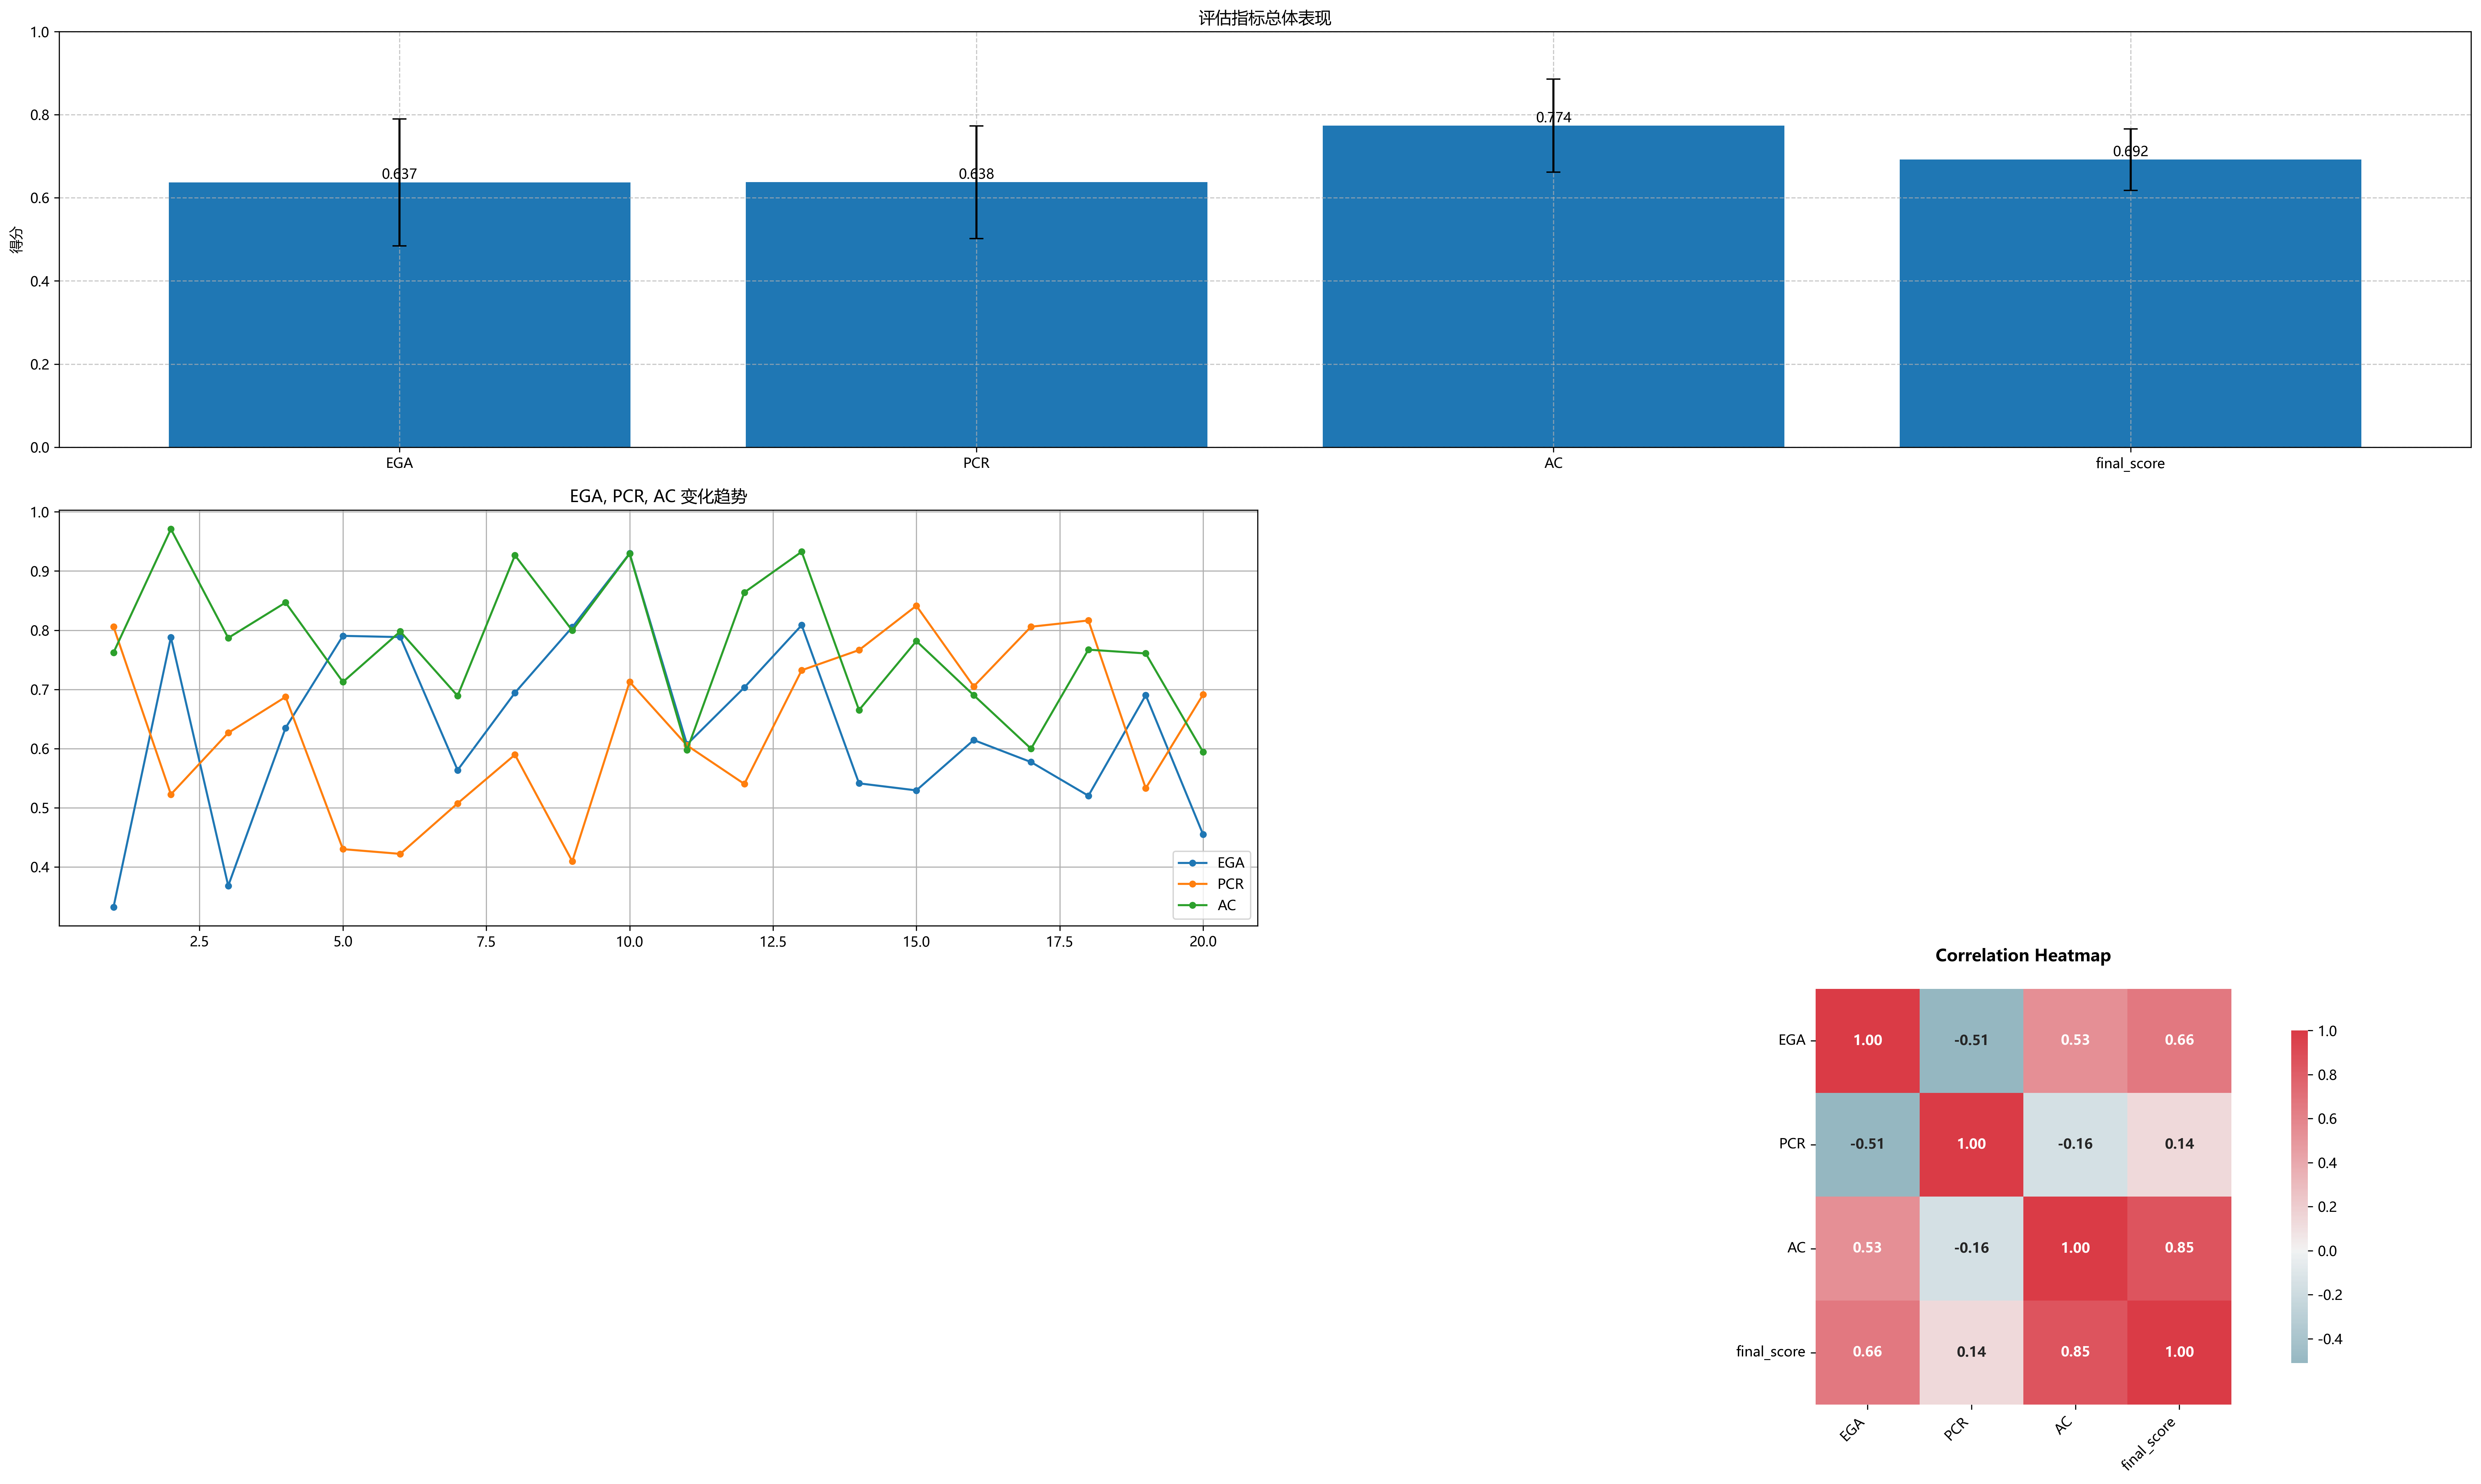 评估指标总体表现
得分
1.0
0.8
0.6
0.4
0.2
0.0
0.637
0.638
0.774
0.692
EGA
PCR
AC
final_score
EGA, PCR, AC 变化趋势
1.0
0.9
0.8
0.7
0.6
0.5
0.4
2.5
5.0
7.5
10.0
12.5
15.0
17.5
20.0
EGA
PCR
AC
Correlation Heatmap
EGA
1.00 -0.51 0.53 0.66
PCR
-0.51 1.00 -0.16 0.14
AC
0.53 -0.16 1.00 0.85
final_score
0.66 0.14 0.85 1.00
EGA
PCR
AC
final_score
1.0
0.8
0.6
0.4
0.2
0.0
-0.2
-0.4